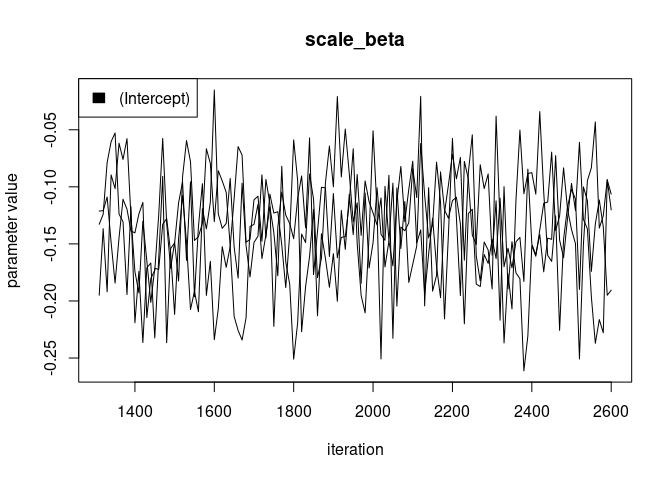 scale_beta
(Intercept)
parameter value
-0.05
-0.10
-0.15
-0.20
-0.25
1400 1600 1800 2000 2200 2400 2600
iteration